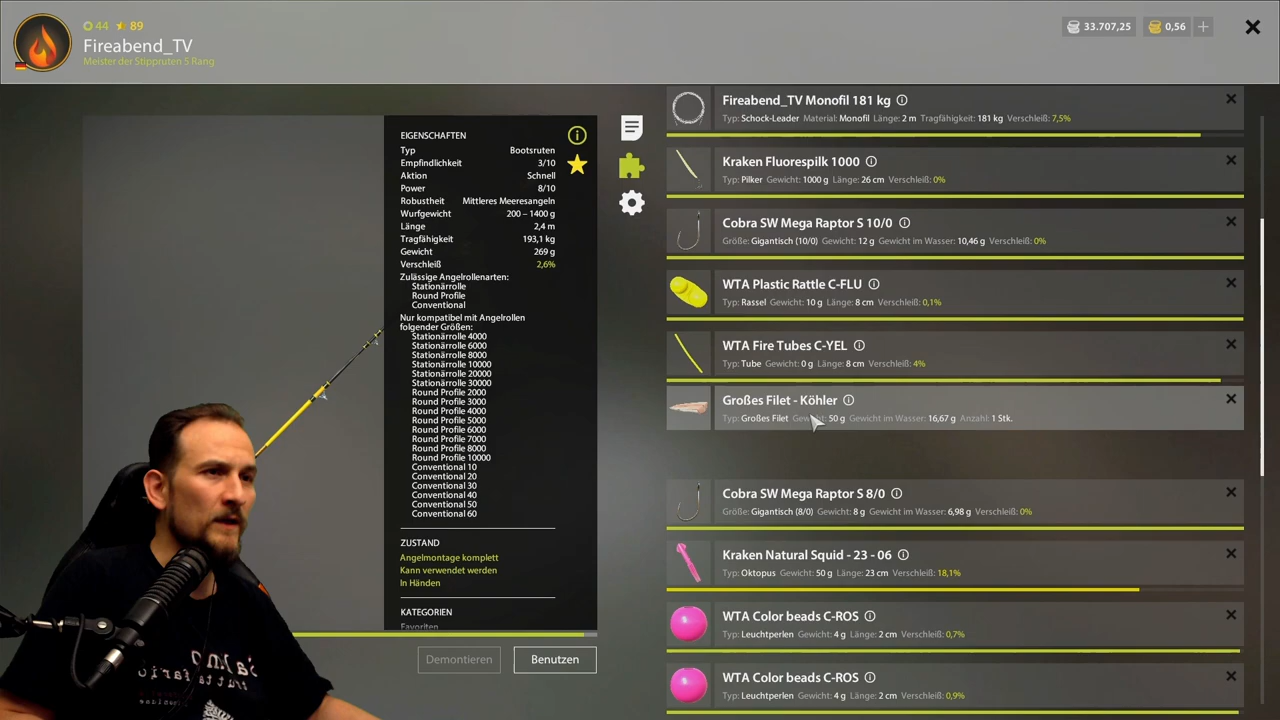 44 89
Fireabend_TV
Meister der Stippruten 5 Rang
33.707,25 0,56
EIGENSCHAFTEN
Typ Bootsruten
Empfindlichkeit 3/10
Aktion Schnell
Power 8/10
Robustheit Mittleres Meeresangeln
Wurfgewicht 200 – 1400 g
Länge 2,4 m
Tragfähigkeit 193,1 kg
Gewicht 269 g
Verschleiß 2,6%
Zulässige Angelrollenarten:
Stationärrolle
Round Profile
Conventional
Nur kompatibel mit Angelrollen
folgender Größen:
Stationärrolle 4000
Stationärrolle 6000
Stationärrolle 8000
Stationärrolle 10000
Stationärrolle 20000
Stationärrolle 30000
Round Profile 2000
Round Profile 3000
Round Profile 4000
Round Profile 5000
Round Profile 6000
Round Profile 7000
Round Profile 8000
Round Profile 10000
Conventional 10
Conventional 20
Conventional 30
Conventional 40
Conventional 50
Conventional 60
ZUSTAND
Angelmontage komplett
Kann verwendet werden
In Händen
KATEGORIEN
Favoriten
Demontieren Benutzen
Fireabend_TV Monofil 181 kg
Typ: Schock-Leader Material: Monofil Länge: 2 m Tragfähigkeit: 181 kg Verschleiß: 7,5%
Kraken Fluorespilk 1000
Typ: Pilker Gewicht: 1000 g Länge: 26 cm Verschleiß: 0%
Cobra SW Mega Raptor S 10/0
Größe: Gigantisch (10/0) Gewicht: 12 g Gewicht im Wasser: 10,46 g Verschleiß: 0%
WTA Plastic Rattle C-FLU
Typ: Rassel Gewicht: 10 g Länge: 8 cm Verschleiß: 0,1%
WTA Fire Tubes C-YEL
Typ: Tube Gewicht: 0 g Länge: 8 cm Verschleiß: 4%
Großes Filet - Köhler
Typ: Großes Filet Gewicht: 50 g Gewicht im Wasser: 16,67 g Anzahl: 1 Stk.
Cobra SW Mega Raptor S 8/0
Größe: Gigantisch (8/0) Gewicht: 8 g Gewicht im Wasser: 6,98 g Verschleiß: 0%
Kraken Natural Squid - 23 - 06
Typ: Oktopus Gewicht: 50 g Länge: 23 cm Verschleiß: 18,1%
WTA Color beads C-ROS
Typ: Leuchtperlen Gewicht: 4 g Länge: 2 cm Verschleiß: 0,7%
WTA Color beads C-ROS
Typ: Leuchtperlen Gewicht: 4 g Länge: 2 cm Verschleiß: 0,9%